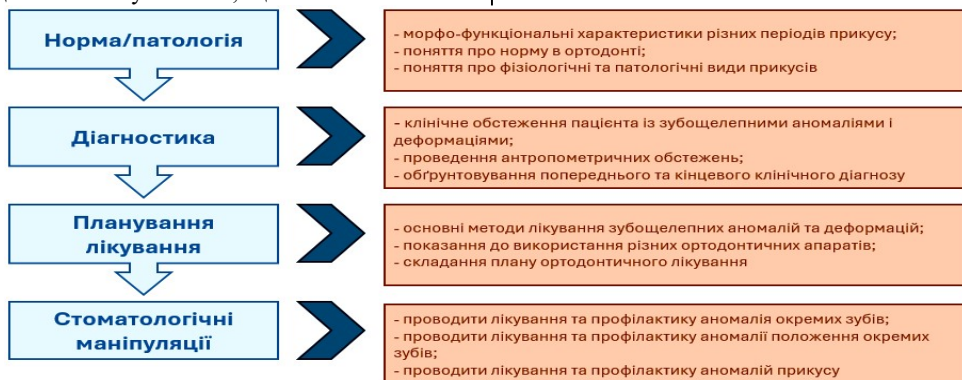 Норма/патологія
- морфо-функціональні характеристики різних періодів прикусу;
- поняття про норму в ортодонті;
- поняття про фізіологічні та патологічні види прикусів
Діагностика
- клінічне обстеження пацієнта із зубощелепними аномаліями і
деформаціями;
- проведення антропометричних обстежень;
- обґрунтовування попереднього та кінцевого клінічного діагнозу
Планування
лікування
- основні методи лікування зубощелепних аномалій та деформацій;
- показання до використання різних ортодонтичних апаратів;
- складання плану ортодонтичного лікування
Стоматологічні
маніпуляції
- проводити лікування та профілактику аномалія окремих зубів;
- проводити лікування та профілактику аномалії положення окремих
зубів;
- проводити лікування та профілактику аномалій прикусу